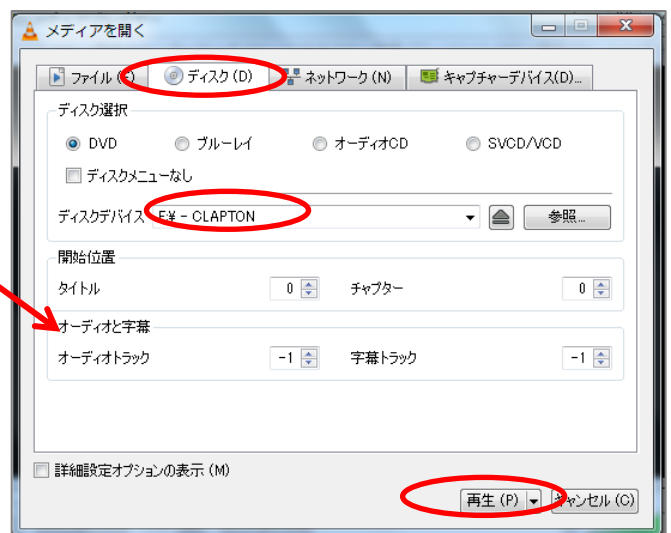 メディアを開く
ファイル (F) ディスク (D) ネットワーク (N) キャプチャーデバイス(D)...
ディスク選択
DVD ブルーレイ オーディオCD SVCD/VCD
ディスクメニューなし
ディスクデバイス F:¥ - CLAPTON 参照...
開始位置
タイトル 0 チャプター 0
オーディオと字幕
オーディオトラック -1 字幕トラック -1
詳細設定オプションの表示 (M)
再生 (P) キャンセル (C)